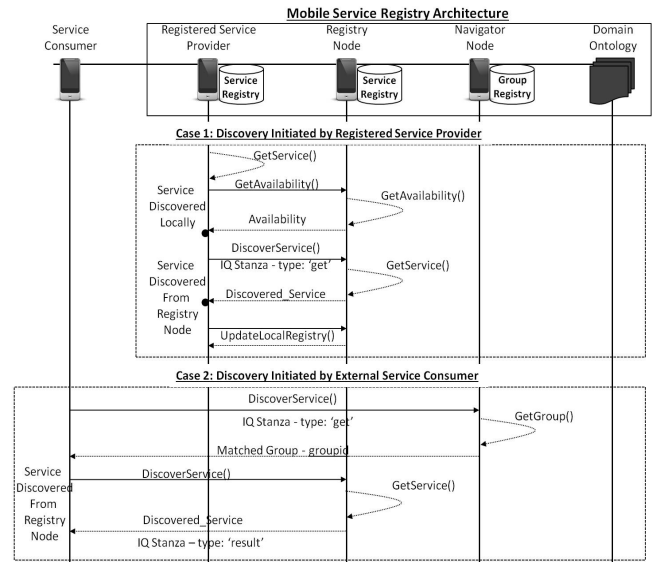 Mobile Service Registry Architecture
Service Consumer
Registered Service Provider
Registry Node
Navigator Node
Domain Ontology
Service Registry
Service Registry
Group Registry
Case 1: Discovery Initiated by Registered Service Provider
GetService()
GetAvailability()
GetAvailability()
Service Discovered Locally
Availability
DiscoverService()
IQ Stanza - type: 'get'
GetService()
Service Discovered From Registry Node
Discovered_Service
UpdateLocalRegistry()
Case 2: Discovery Initiated by External Service Consumer
DiscoverService()
IQ Stanza - type: 'get'
GetGroup()
Matched Group - groupid
Service Discovered From Registry Node
DiscoverService()
GetService()
Discovered_Service
IQ Stanza – type: 'result'